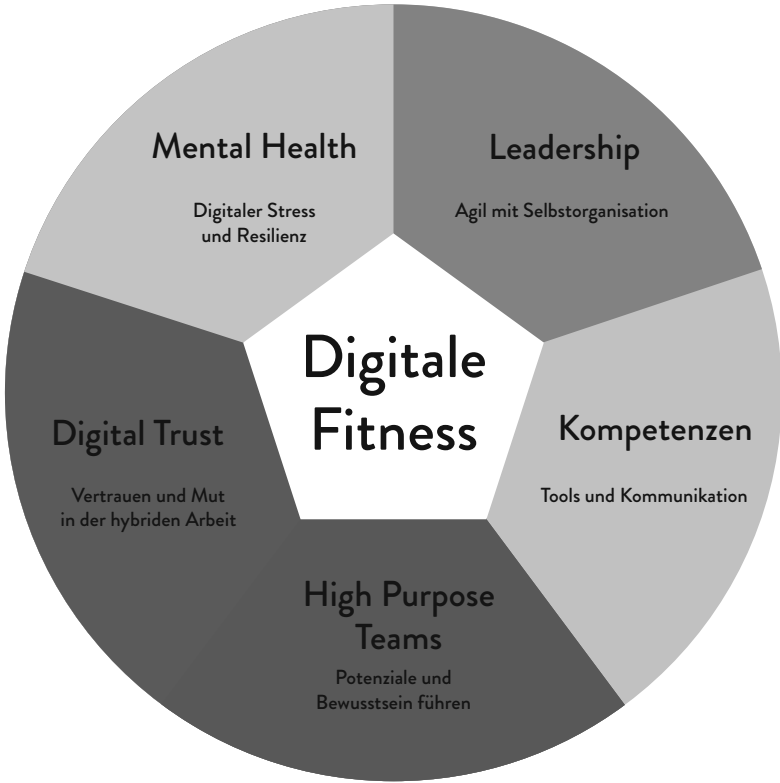 Mental Health
Digitaler Stress
und Resilienz
Leadership
Agil mit Selbstorganisation
Digitale
Fitness
Digital Trust
Vertrauen und Mut
in der hybriden Arbeit
Kompetenzen
Tools und Kommunikation
High Purpose
Teams
Potenziale und
Bewusstsein führen